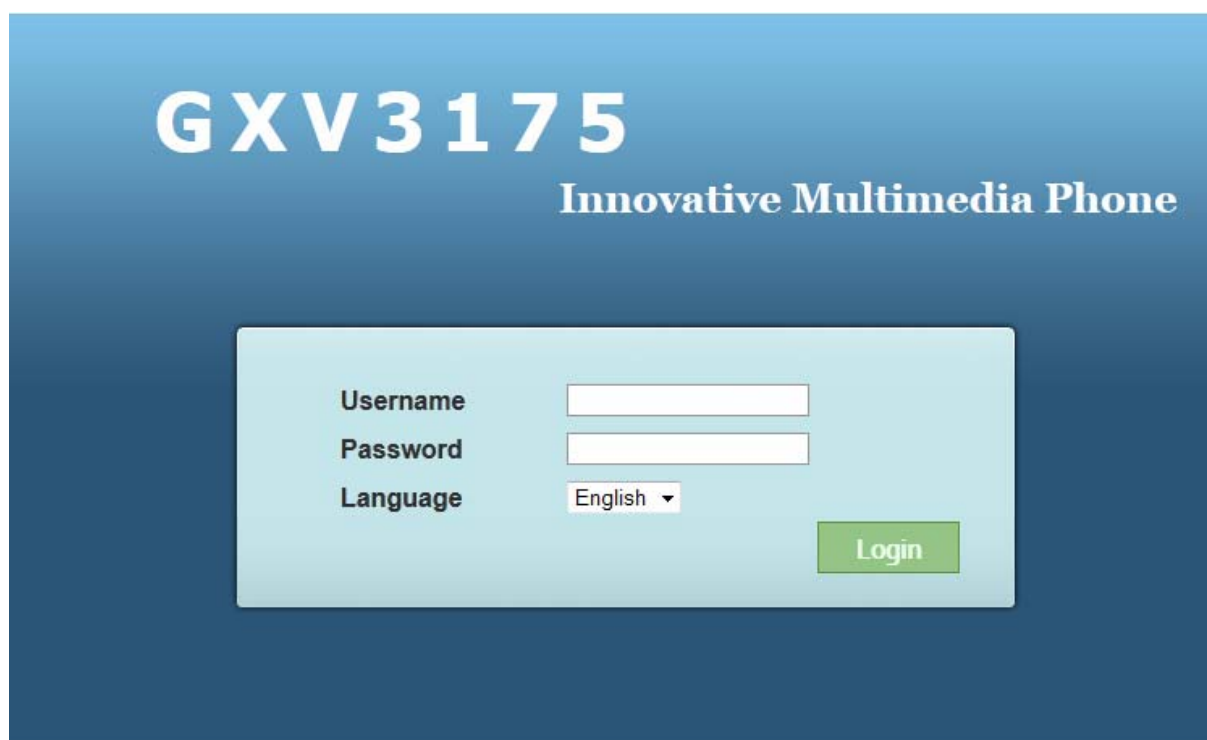 GXV3175
Innovative Multimedia Phone
Username
Password
Language English
Login